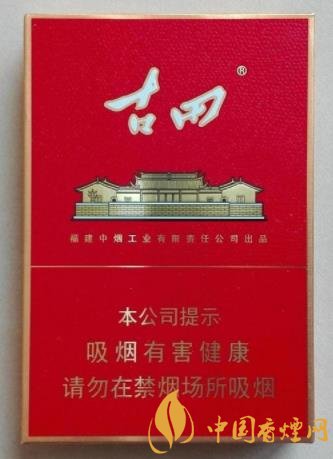 古田®
福建中烟工业有限责任公司出品
本公司提示
吸烟有害健康
请勿在禁烟场所吸烟
中国香烟网